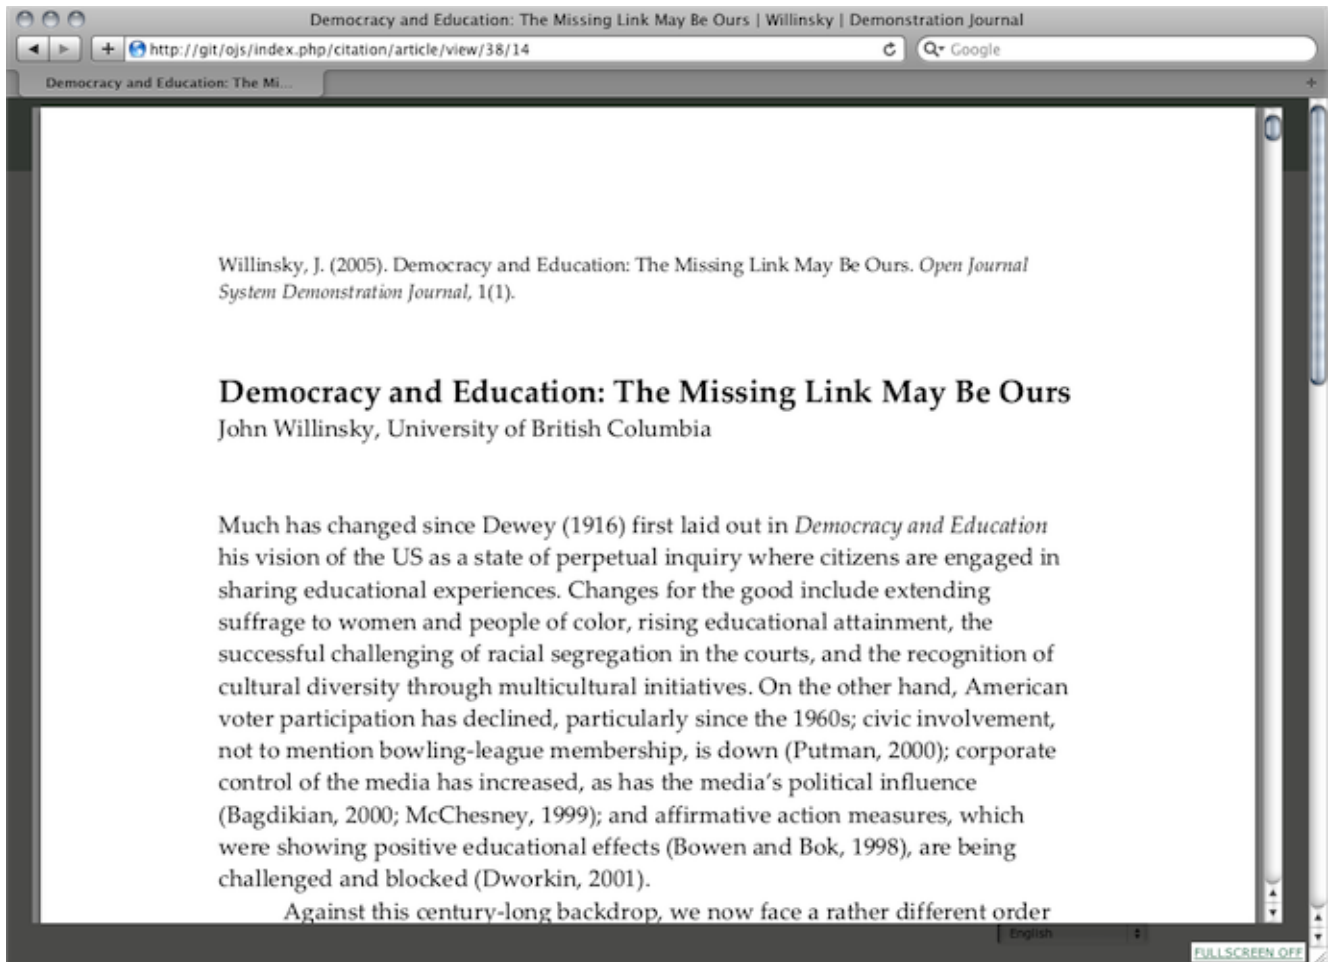 Democracy and Education: The Missing Link May Be Ours | Willinsky | Demonstration Journal
http://git/ojs/index.php/citation/article/view/38/14
Google
Democracy and Education: The Mi...
Willinsky, J. (2005). Democracy and Education: The Missing Link May Be Ours. Open Journal
System Demonstration Journal, 1(1).
Democracy and Education: The Missing Link May Be Ours
John Willinsky, University of British Columbia
Much has changed since Dewey (1916) first laid out in Democracy and Education
his vision of the US as a state of perpetual inquiry where citizens are engaged in
sharing educational experiences. Changes for the good include extending
suffrage to women and people of color, rising educational attainment, the
successful challenging of racial segregation in the courts, and the recognition of
cultural diversity through multicultural initiatives. On the other hand, American
voter participation has declined, particularly since the 1960s; civic involvement,
not to mention bowling-league membership, is down (Putman, 2000); corporate
control of the media has increased, as has the media's political influence
(Bagdikian, 2000; McChesney, 1999); and affirmative action measures, which
were showing positive educational effects (Bowen and Bok, 1998), are being
challenged and blocked (Dworkin, 2001).
Against this century-long backdrop, we now face a rather different order
English
FULLSCREEN OFF